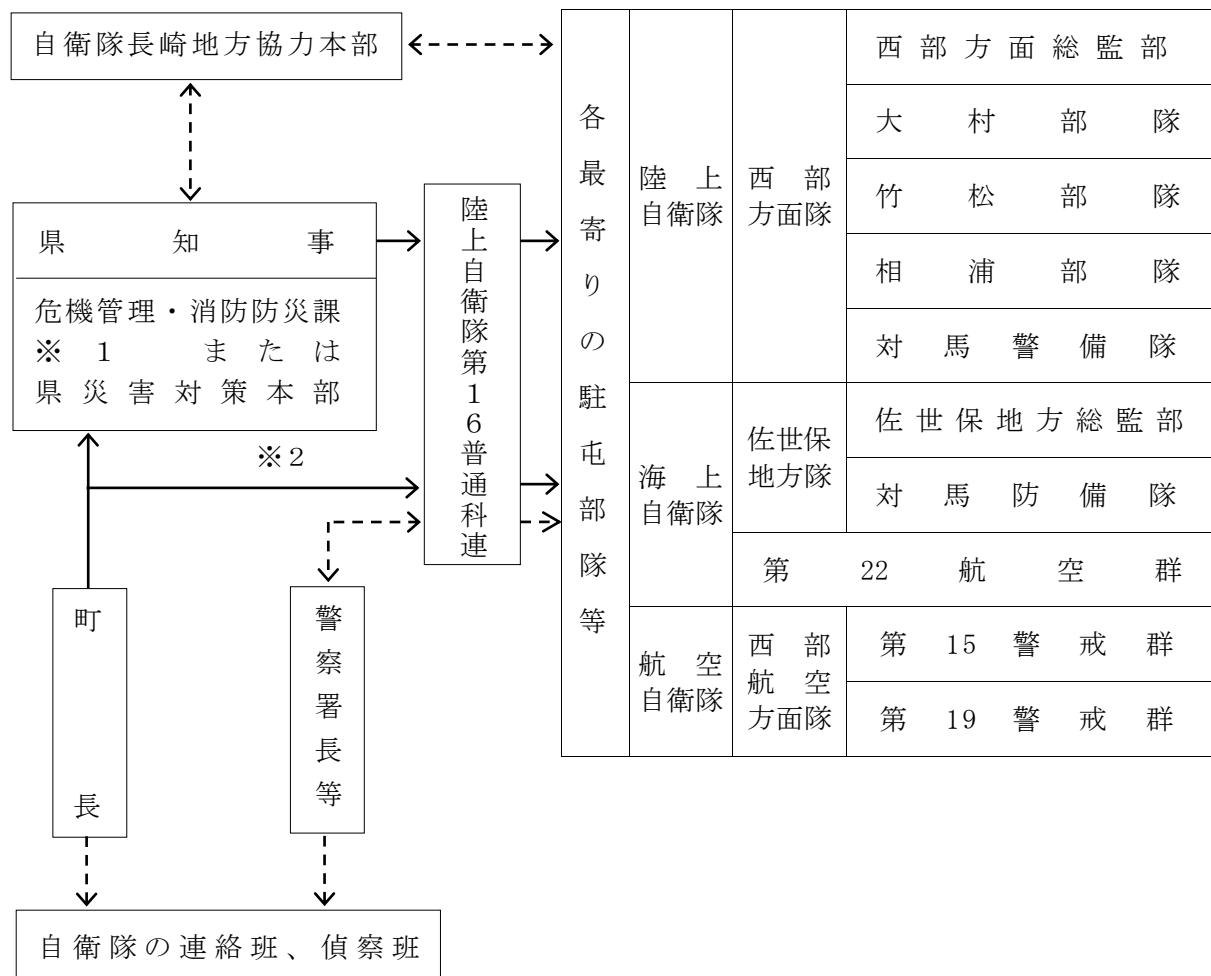 自衛隊長崎地方協力本部
県知事
危機管理・消防防災課
※1または
県災害対策本部
※2
町長
警察署長等
自衛隊の連絡班、偵察班
陸上自衛隊第16普通科連
各最寄りの駐屯部隊等
陸上
自衛隊
西部
方面隊
西部方面総監部
大村部隊
竹松部隊
相浦部隊
対馬警備隊
海上
自衛隊
佐世保
地方隊
佐世保地方総監部
対馬防備隊
第22航空群
航空
自衛隊
西部
航空
方面隊
第15警戒群
第19警戒群